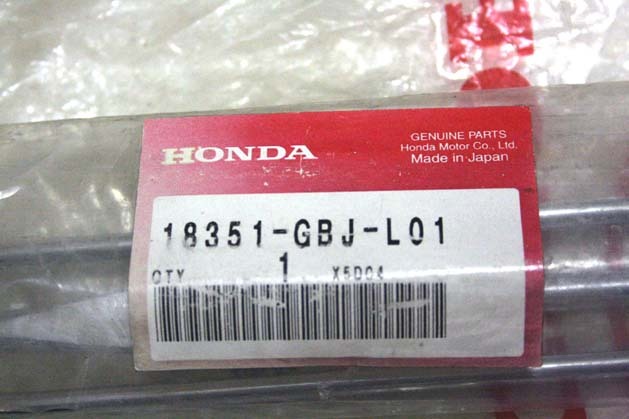 GENUINE PARTS
HONDA
Honda Motor Co., Ltd.
Made in Japan
18351-GBJ-L01
QTY 1 X5D04